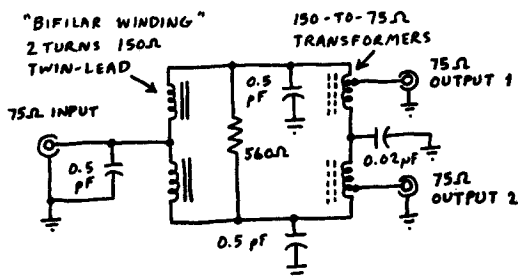 "BIFILAR WINDING"
2 TURNS 150Ω
TWIN-LEAD
150-TO-75Ω
TRANSFORMERS
0.5
pF
75Ω
OUTPUT 1
75Ω INPUT
0.5
pF
560Ω
0.02µF
75Ω
OUTPUT 2
0.5 pF